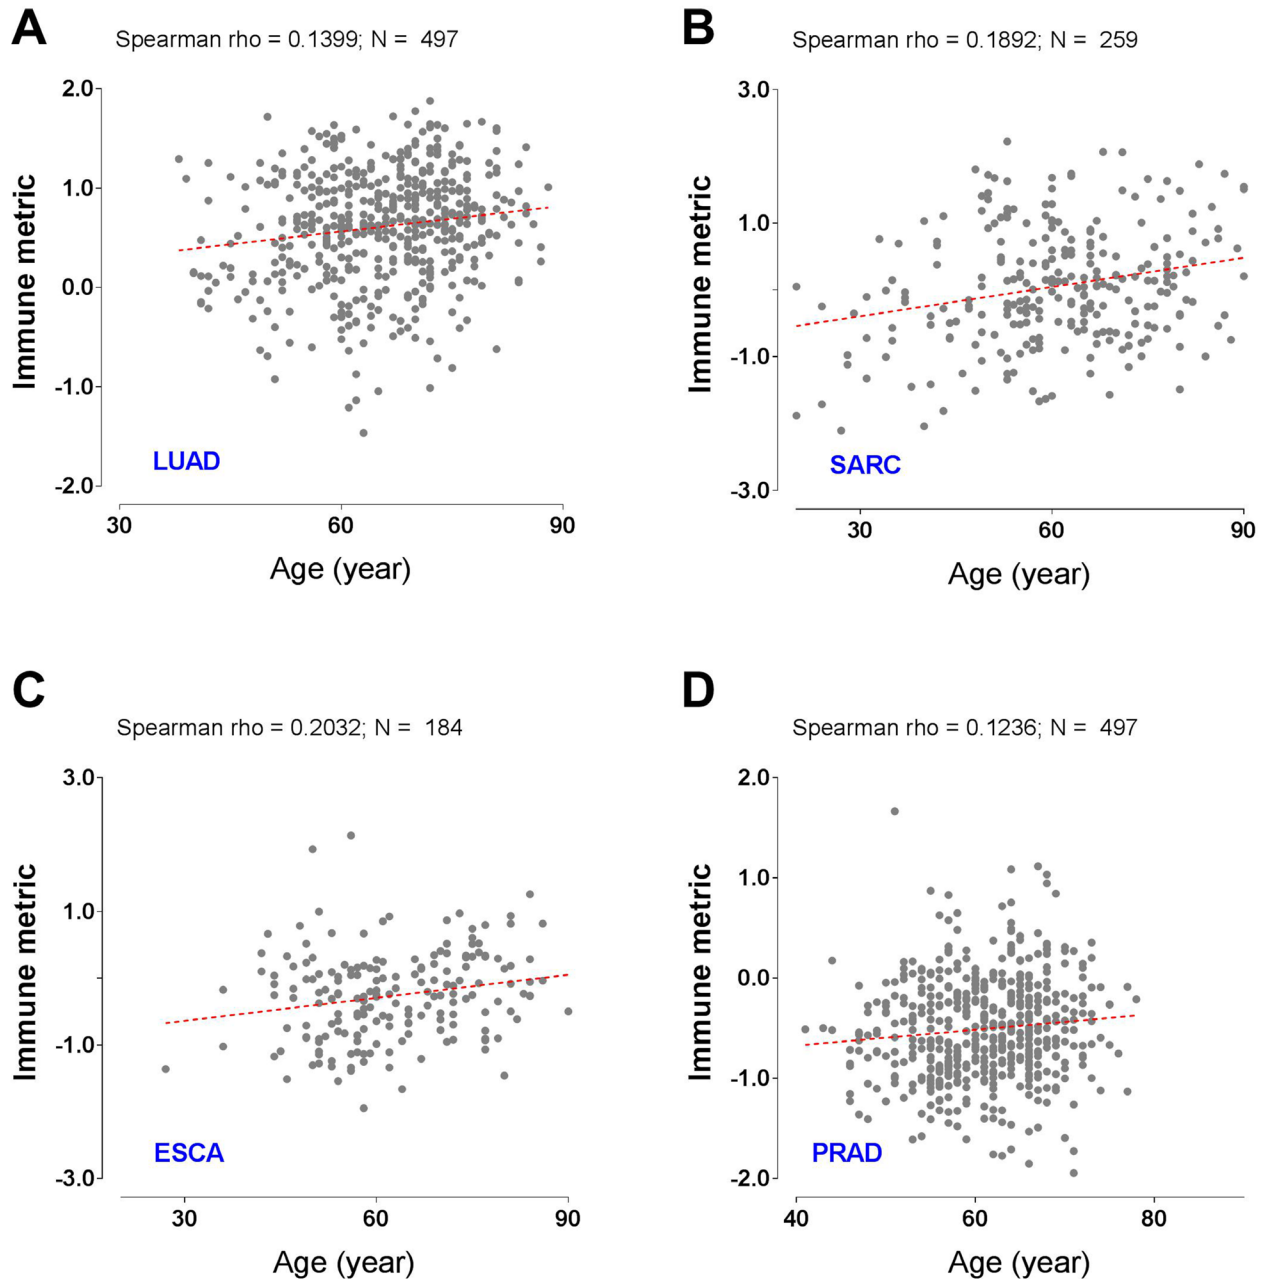 A
Spearman rho = 0.1399; N = 497
2.0
1.0
0.0
-1.0
-2.0
Immune metric
LUAD
30 60 90
Age (year)
B
Spearman rho = 0.1892; N = 259
3.0
1.0
-1.0
-3.0
Immune metric
SARC
30 60 90
Age (year)
C
Spearman rho = 0.2032; N = 184
3.0
1.0
-1.0
-3.0
Immune metric
ESCA
30 60 90
Age (year)
D
Spearman rho = 0.1236; N = 497
2.0
1.0
0.0
-1.0
-2.0
Immune metric
PRAD
40 60 80
Age (year)